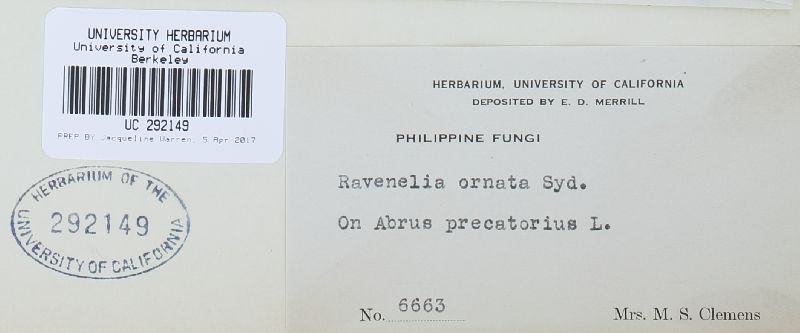 UNIVERSITY HERBARIUM
University of California
Berkeley
UC 292149
PREP BY Jacqueline Warren, 5 Apr 2017
HERBARIUM OF THE
292149
UNIVERSITY OF CALIFORNIA
HERBARIUM, UNIVERSITY OF CALIFORNIA
DEPOSITED BY E. D. MERRILL
PHILIPPINE FUNGI
Ravenelia ornata Syd.
On Abrus precatorius L.
No. 6663
Mrs. M. S. Clemens